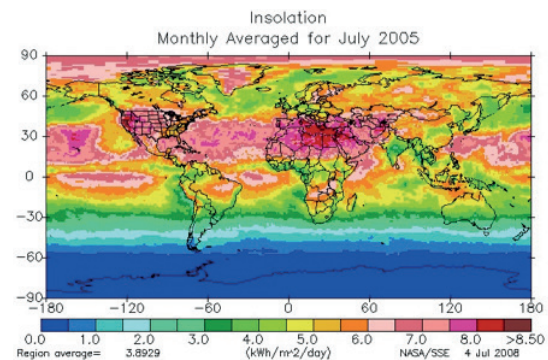 Insolation
Monthly Averaged for July 2005
90
60
30
0
−30
−60
−90
−180 −120 −60 0 60 120 180
0.0 1.0 2.0 3.0 4.0 5.0 6.0 7.0 8.0 >8.50
Region average= 3.8929 (kWh/m^2/day) NASA/SSE 4 Jul 2008